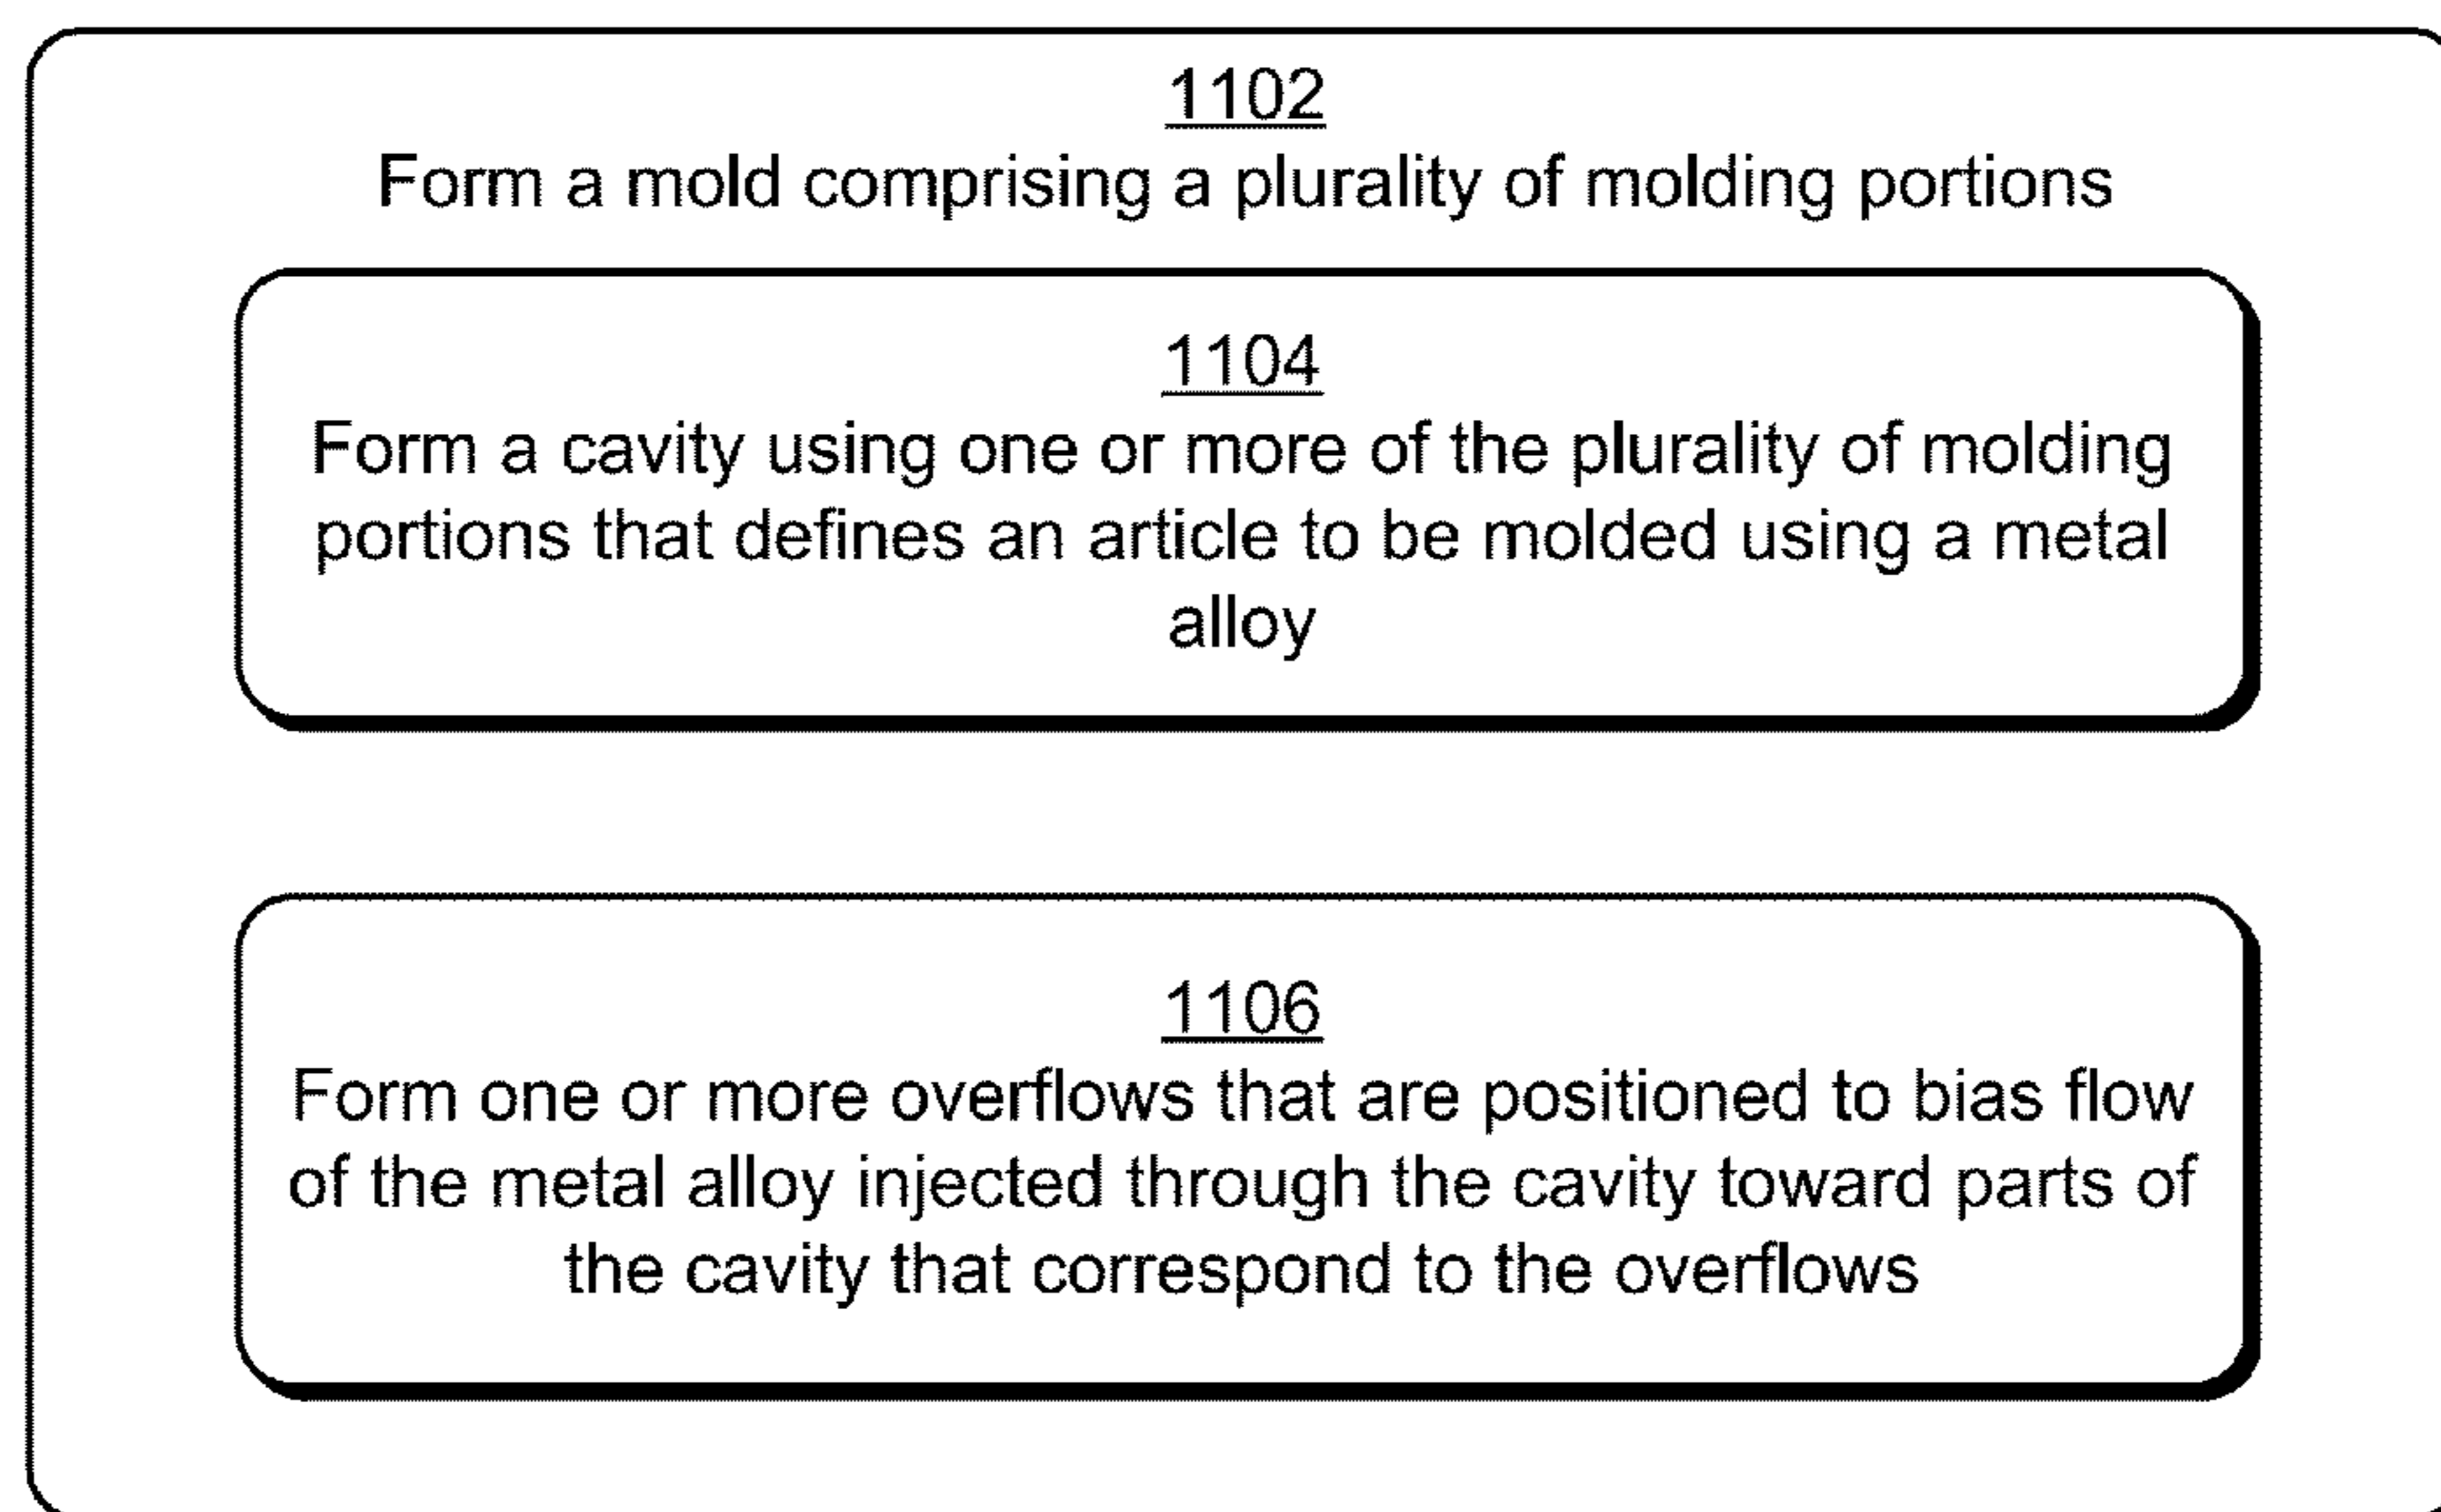 1102
Form a mold comprising a plurality of molding portions
1104
Form a cavity using one or more of the plurality of molding
portions that defines an article to be molded using a metal
alloy
1106
Form one or more overflows that are positioned to bias flow
of the metal alloy injected through the cavity toward parts of
the cavity that correspond to the overflows